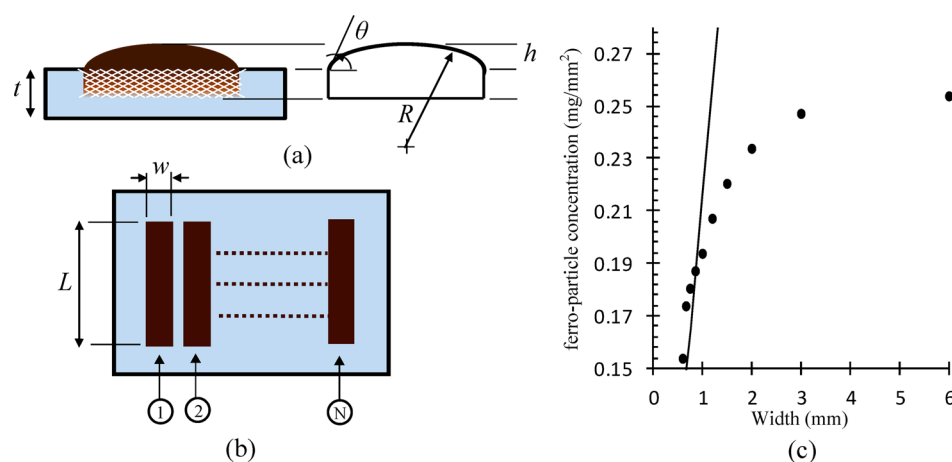 θ
h
t
R
(a)
w
L
1 2 N
(b)
ferro-particle concentration (mg/mm²)
0.27
0.25
0.23
0.21
0.19
0.17
0.15
0 1 2 3 4 5 6
Width (mm)
(c)